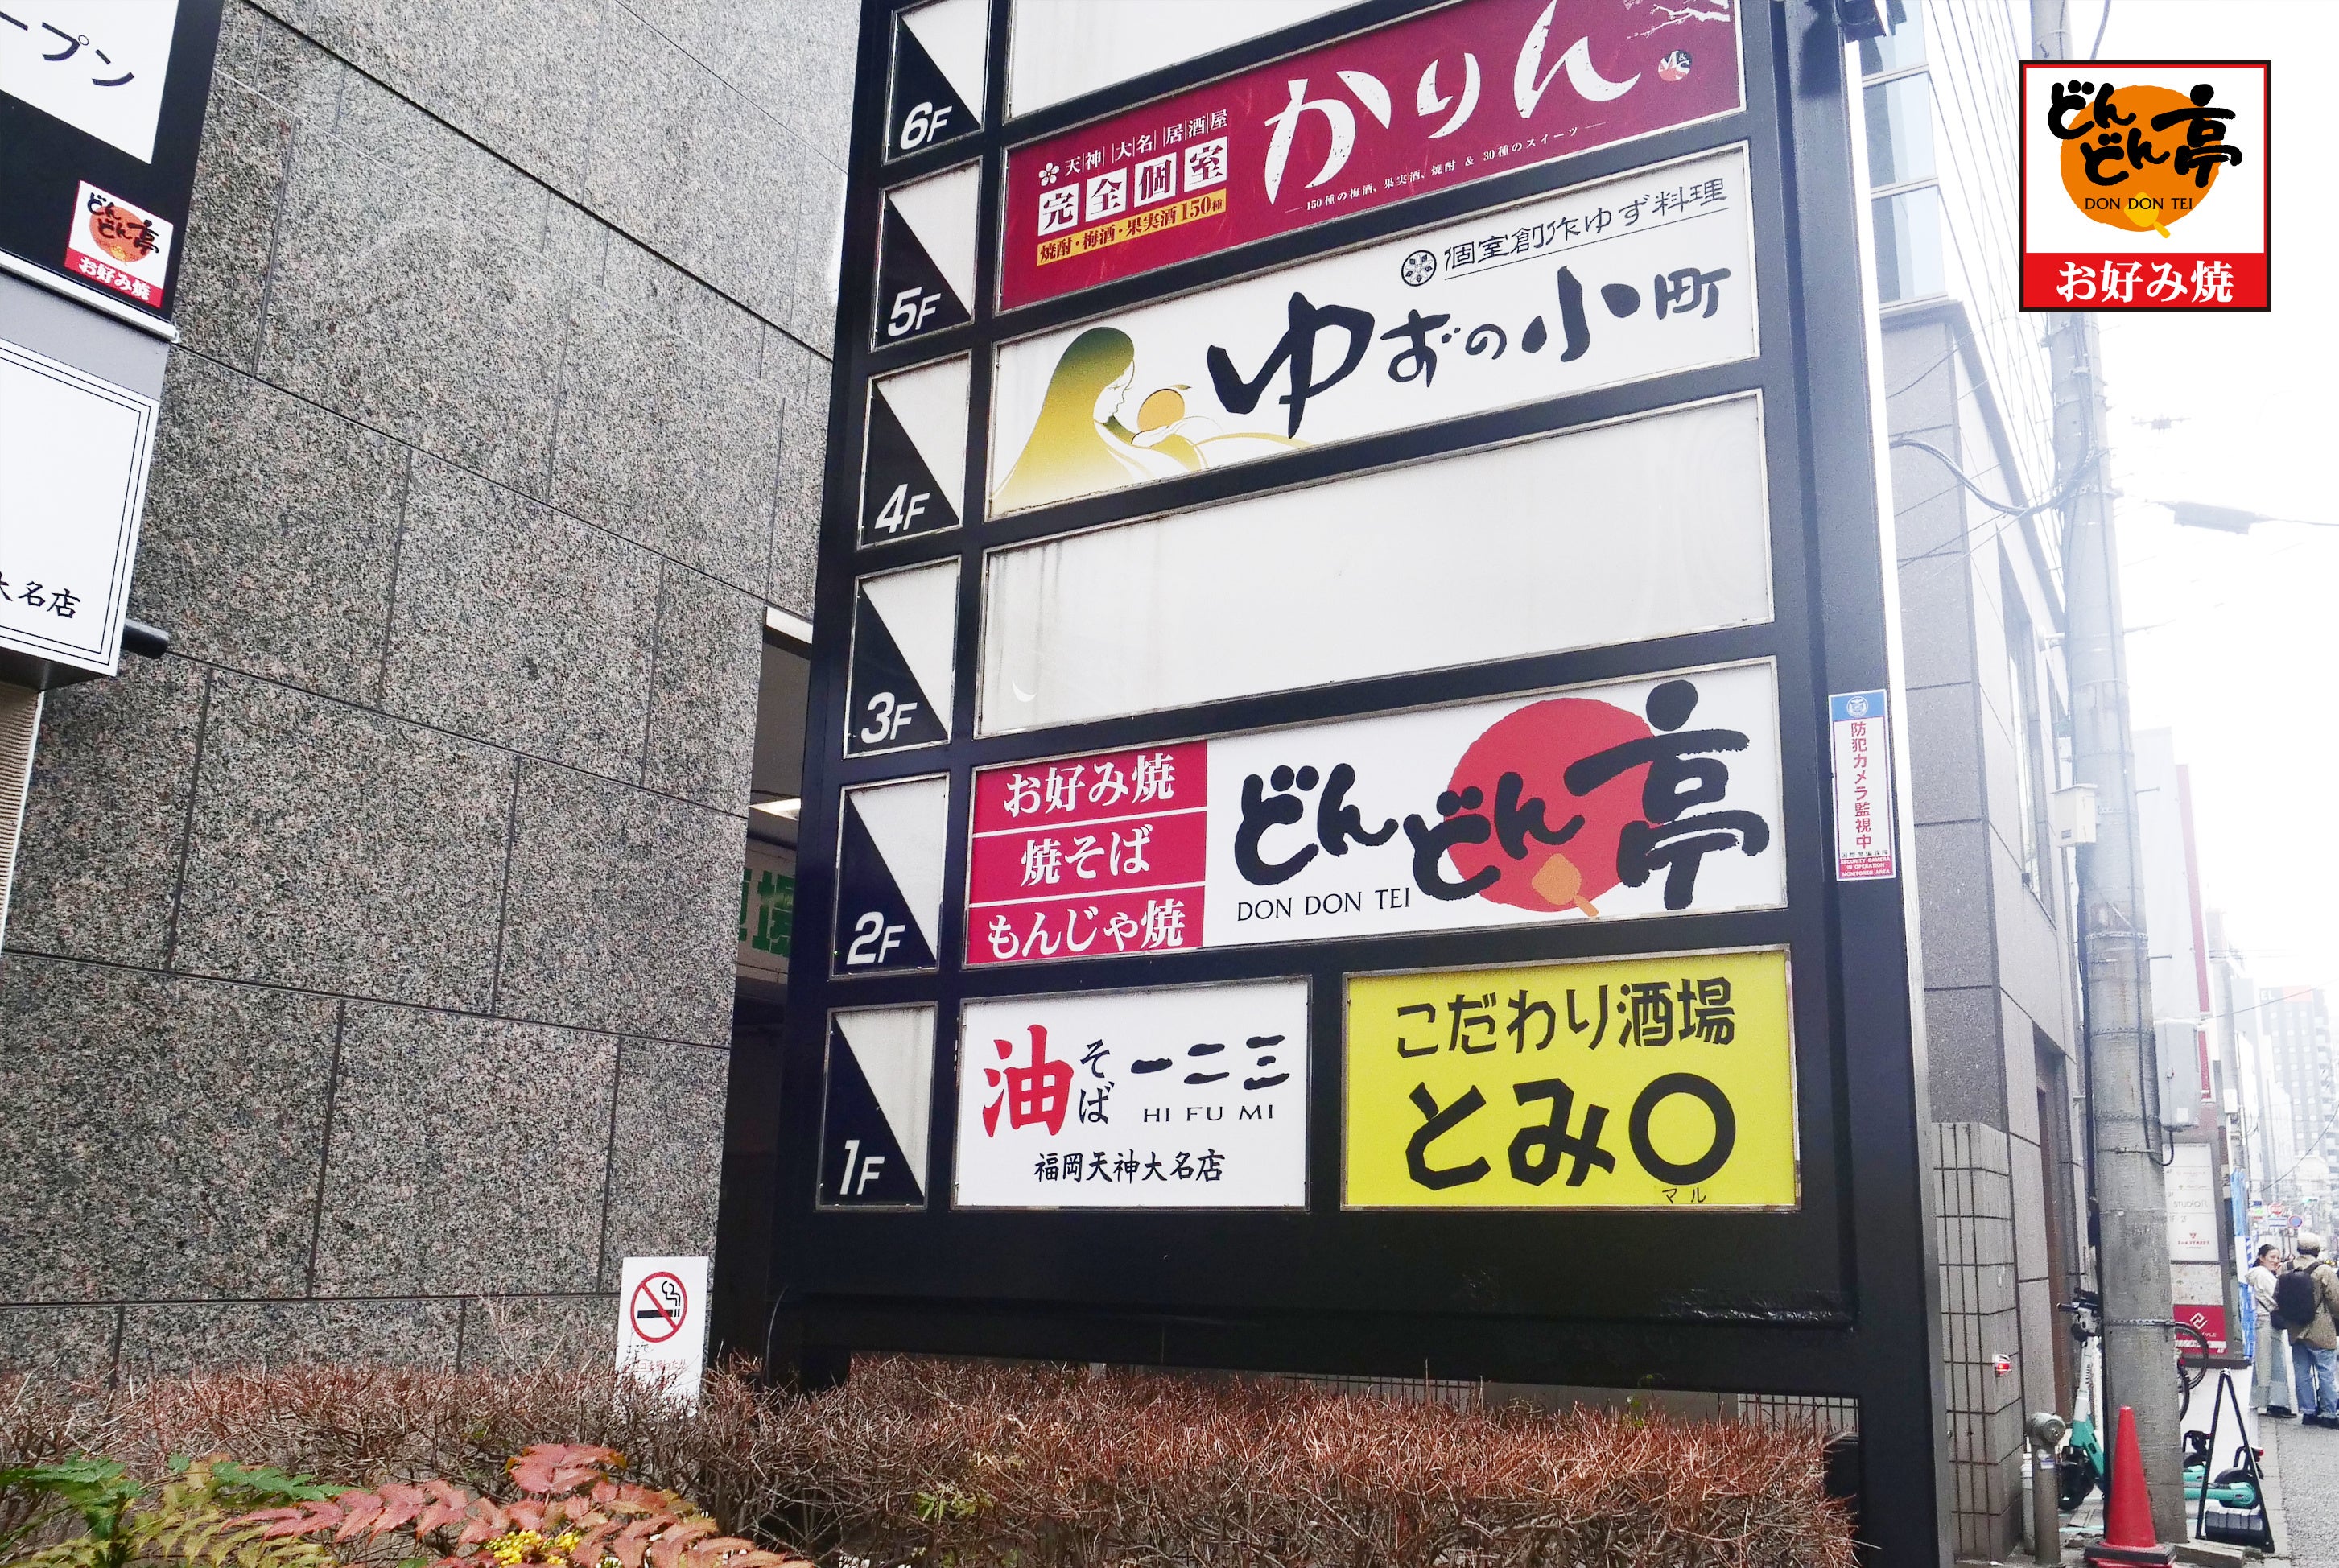 ープン
どんどん亭
お好み焼
大名店
6F
天神 大名 居酒屋
完全個室
焼酎・梅酒・果実酒150種
かりん
M&S
150種の梅酒、果実酒、焼酎 & 30種のスイーツ
5F
個室創作ゆず料理
ゆずの小町
4F
3F
2F
お好み焼
焼そば
もんじゃ焼
どんどん亭
DON DON TEI
1F
油そば 一二三
HI FU MI
福岡天神大名店
こだわり酒場
とみ〇
マル
防犯カメラ監視中
SECURITY CAMERA
IN OPERATION
MONITORED AREA
どんどん亭
DON DON TEI
お好み焼